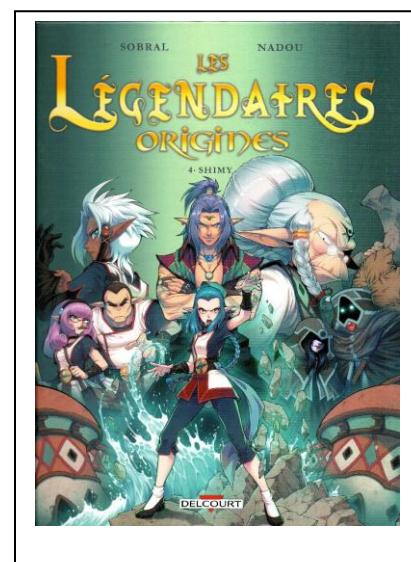 SOBRAL NADOU
LES
LÉGENDAIRES
ORIGINES
4 • SHIMY
DELCOURT